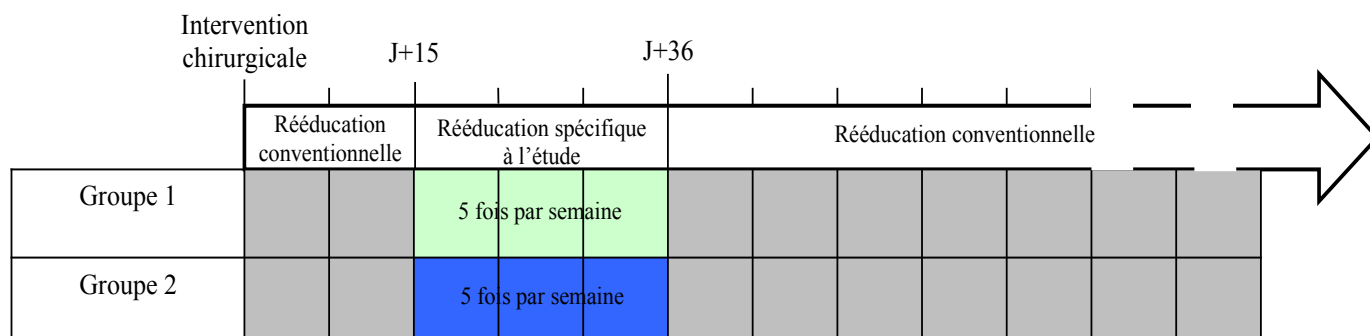 Intervention
chirurgicale
J+15
J+36
Rééducation
conventionnelle
Rééducation spécifique
à l'étude
Rééducation conventionnelle
Groupe 1
5 fois par semaine
Groupe 2
5 fois par semaine